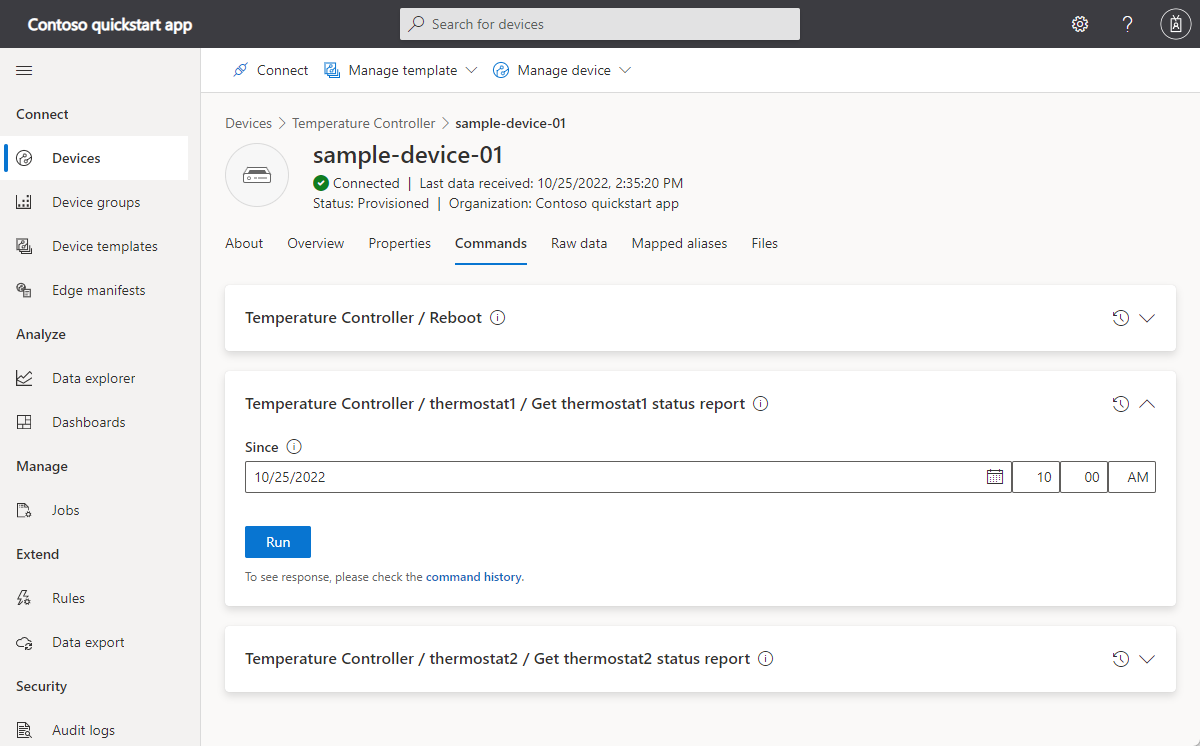 Contoso quickstart app
Search for devices
?
Connect
Manage template
Manage device
Connect
Devices
Device groups
Device templates
Edge manifests
Analyze
Data explorer
Dashboards
Manage
Jobs
Extend
Rules
Data export
Security
Audit logs
Devices > Temperature Controller > sample-device-01
sample-device-01
Connected | Last data received: 10/25/2022, 2:35:20 PM
Status: Provisioned | Organization: Contoso quickstart app
About Overview Properties Commands Raw data Mapped aliases Files
Temperature Controller / Reboot
Temperature Controller / thermostat1 / Get thermostat1 status report
Since
10/25/2022 10 00 AM
Run
To see response, please check the command history.
Temperature Controller / thermostat2 / Get thermostat2 status report